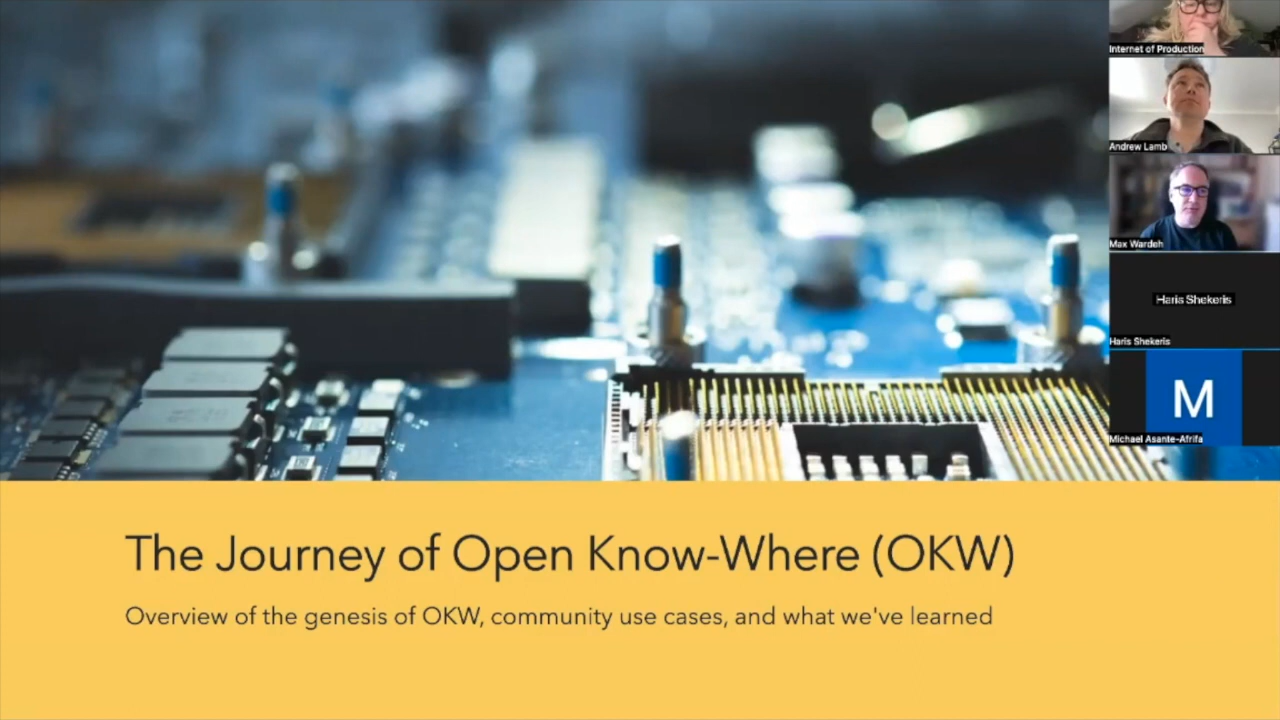 The Journey of Open Know-Where (OKW)
Overview of the genesis of OKW, community use cases, and what we've learned
Internet of Production
Andrew Lamb
Max Wardeh
Haris Shekeris
Haris Shekeris
M
Michael Asante-Afrifa